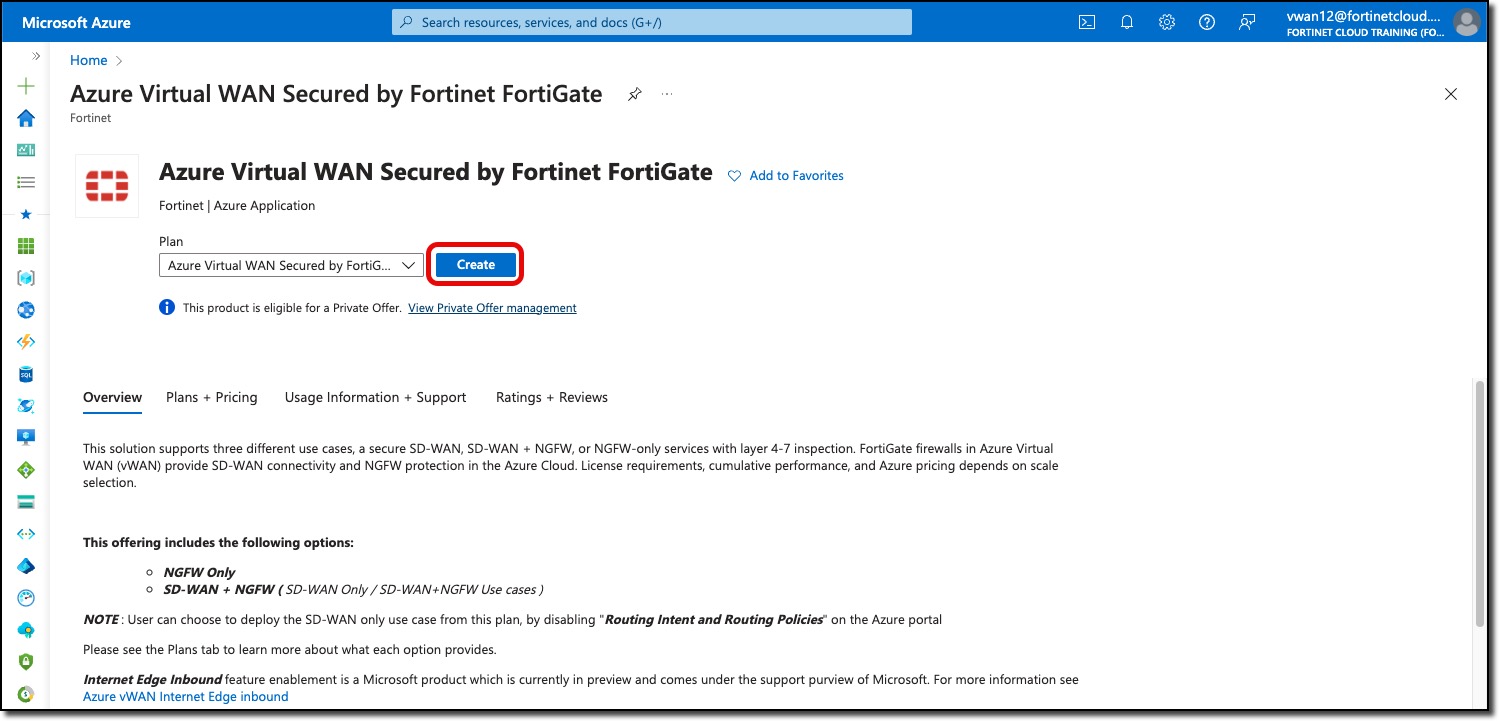 Microsoft Azure
Search resources, services, and docs (G+/)
vwan12@fortinetcloud....
FORTINET CLOUD TRAINING (FO...
Home
Azure Virtual WAN Secured by Fortinet FortiGate
Fortinet
Azure Virtual WAN Secured by Fortinet FortiGate
Add to Favorites
Fortinet | Azure Application
Plan
Azure Virtual WAN Secured by FortiG...
Create
This product is eligible for a Private Offer. View Private Offer management
Overview
Plans + Pricing
Usage Information + Support
Ratings + Reviews
This solution supports three different use cases, a secure SD-WAN, SD-WAN + NGFW, or NGFW-only services with layer 4-7 inspection. FortiGate firewalls in Azure Virtual
WAN (vWAN) provide SD-WAN connectivity and NGFW protection in the Azure Cloud. License requirements, cumulative performance, and Azure pricing depends on scale
selection.
This offering includes the following options:
NGFW Only
SD-WAN + NGFW ( SD-WAN Only / SD-WAN+NGFW Use cases )
NOTE : User can choose to deploy the SD-WAN only use case from this plan, by disabling "Routing Intent and Routing Policies" on the Azure portal
Please see the Plans tab to learn more about what each option provides.
Internet Edge Inbound feature enablement is a Microsoft product which is currently in preview and comes under the support purview of Microsoft. For more information see
Azure vWAN Internet Edge inbound